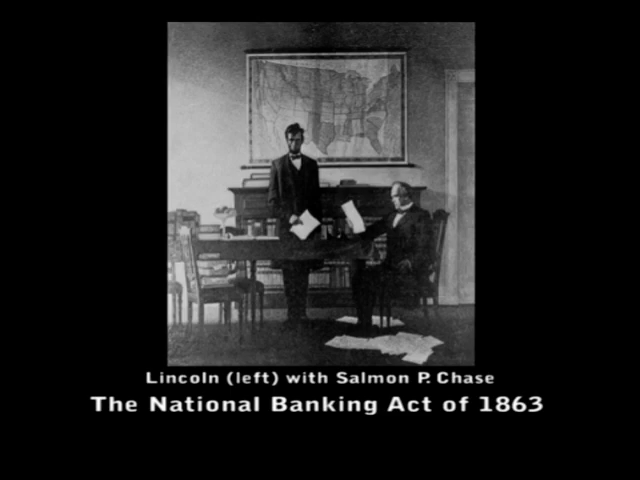 Lincoln (left) with Salmon P. Chase
The National Banking Act of 1863